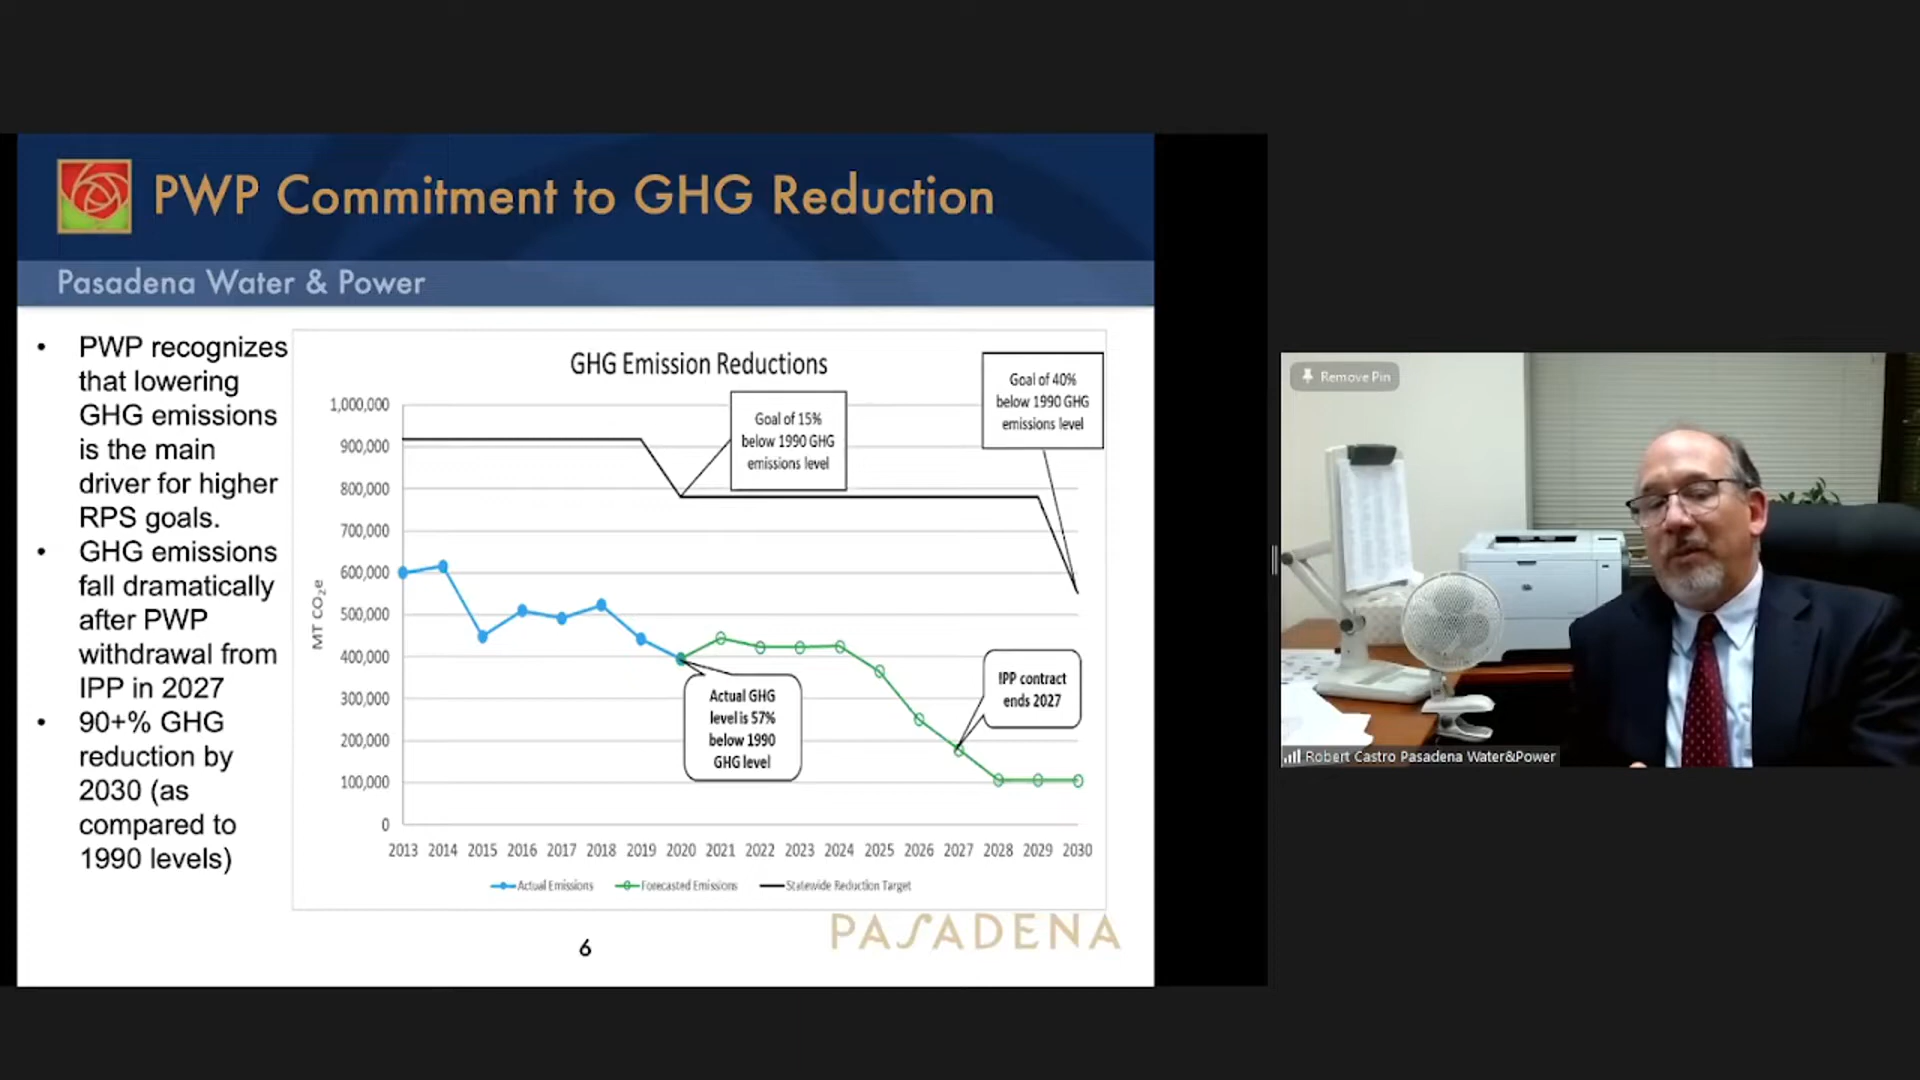 PWP Commitment to GHG Reduction
Pasadena Water & Power
• PWP recognizes
that lowering
GHG emissions
is the main
driver for higher
RPS goals.
• GHG emissions
fall dramatically
after PWP
withdrawal from
IPP in 2027
• 90+% GHG
reduction by
2030 (as
compared to
1990 levels)
GHG Emission Reductions
Goal of 15%
below 1990 GHG
emissions level
Goal of 40%
below 1990 GHG
emissions level
1,000,000
900,000
800,000
700,000
600,000
500,000
400,000
300,000
200,000
100,000
0
MT CO₂e
Actual GHG
level is 57%
below 1990
GHG level
IPP contract
ends 2027
2013 2014 2015 2016 2017 2018 2019 2020 2021 2022 2023 2024 2025 2026 2027 2028 2029 2030
Actual Emissions Forecasted Emissions Statewide Reduction Target
PASADENA
6
Remove Pin
Robert Castro Pasadena Water&Power